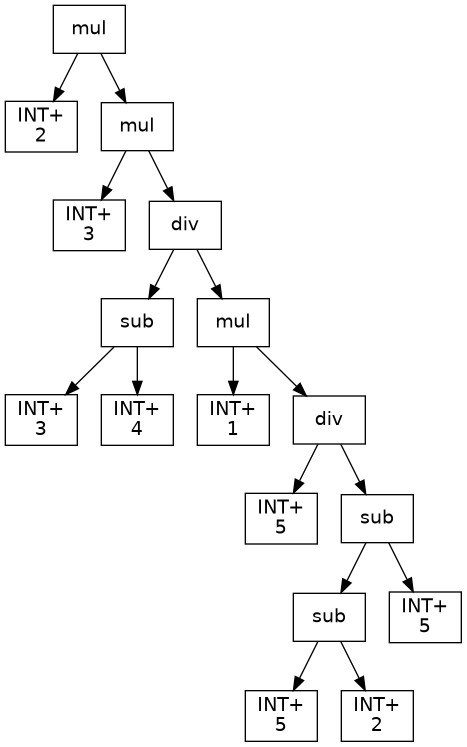 mul
INT+
2
mul
INT+
3
div
sub
mul
INT+
3
INT+
4
INT+
1
div
INT+
5
sub
sub
INT+
5
INT+
5
INT+
2